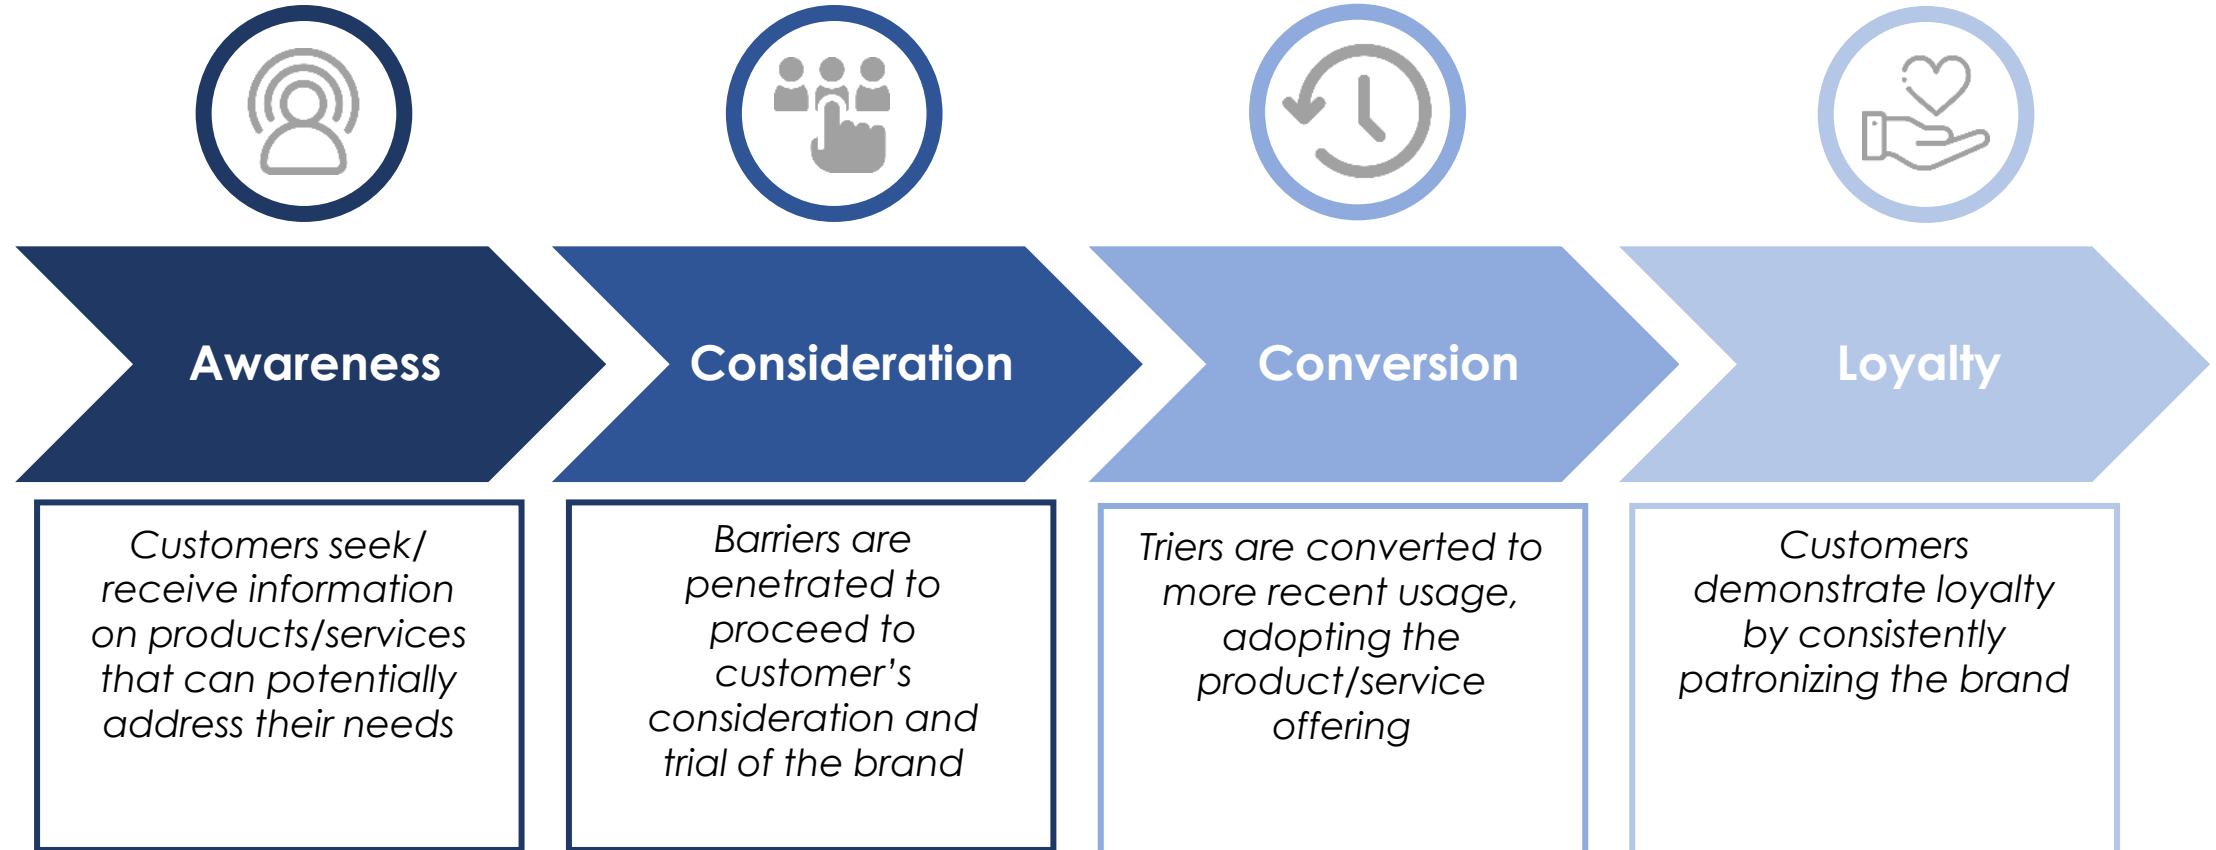 Awareness
Consideration
Conversion
Loyalty
Customers seek/
receive information
on products/services
that can potentially
address their needs
Barriers are
penetrated to
proceed to
customer’s
consideration and
trial of the brand
Triers are converted to
more recent usage,
adopting the
product/service
offering
Customers
demonstrate loyalty
by consistently
patronizing the brand